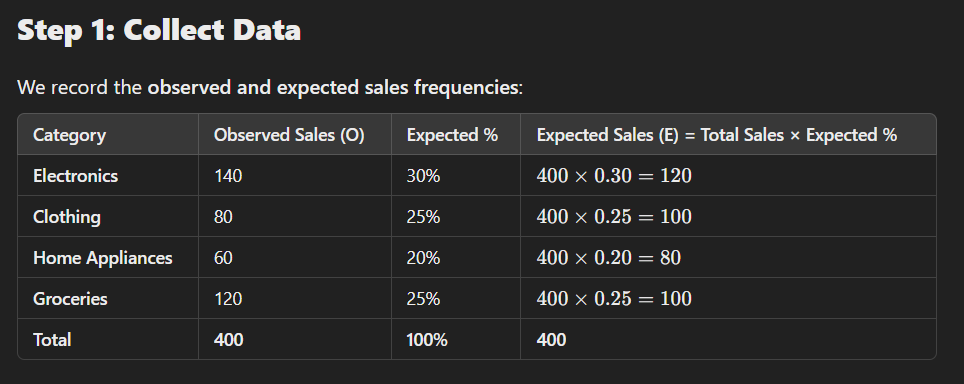 Step 1: Collect Data
We record the observed and expected sales frequencies:
Category Observed Sales (O) Expected % Expected Sales (E) = Total Sales × Expected %
Electronics 140 30% 400 × 0.30 = 120
Clothing 80 25% 400 × 0.25 = 100
Home Appliances 60 20% 400 × 0.20 = 80
Groceries 120 25% 400 × 0.25 = 100
Total 400 100% 400